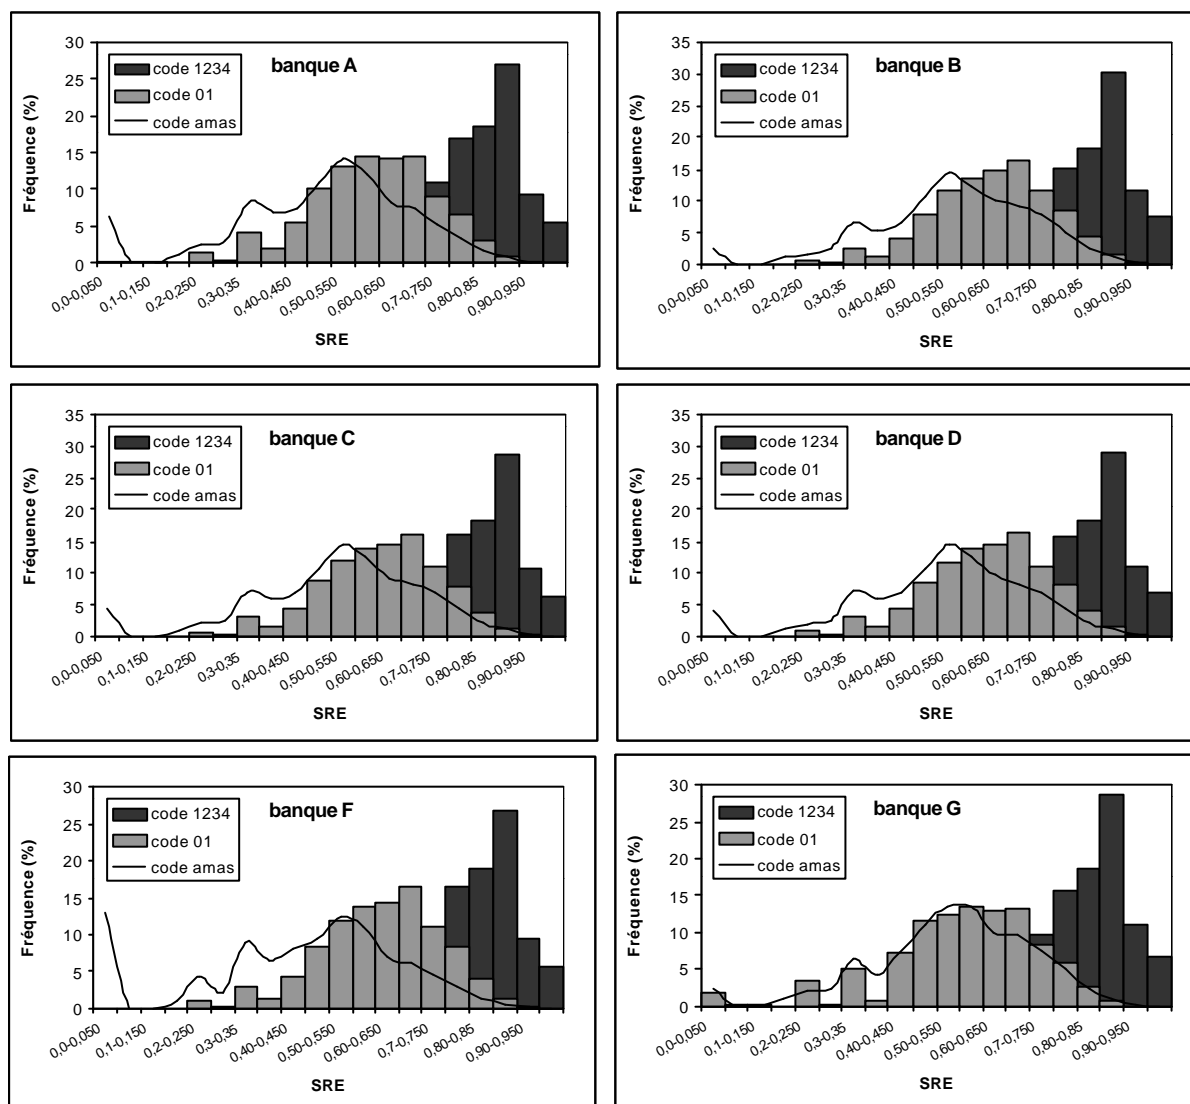 banque A
code 1234
code 01
code amas
Fréquence (%)
30
25
20
15
10
5
0
0,0-0,050
0,1-0,150
0,2-0,250
0,3-0,35
0,40-0,450
0,50-0,550
0,60-0,650
0,7-0,750
0,80-0,85
0,90-0,950
SRE
banque B
code 1234
code 01
code amas
Fréquence (%)
35
30
25
20
15
10
5
0
0,0-0,050
0,1-0,150
0,2-0,250
0,3-0,35
0,40-0,450
0,50-0,550
0,60-0,650
0,7-0,750
0,80-0,85
0,90-0,950
SRE
banque C
code 1234
code 01
code amas
Fréquence (%)
35
30
25
20
15
10
5
0
0,0-0,050
0,1-0,150
0,2-0,250
0,3-0,35
0,40-0,450
0,50-0,550
0,60-0,650
0,7-0,750
0,80-0,85
0,90-0,950
SRE
banque D
code 1234
code 01
code amas
Fréquence (%)
35
30
25
20
15
10
5
0
0,0-0,050
0,1-0,150
0,2-0,250
0,3-0,35
0,40-0,450
0,50-0,550
0,60-0,650
0,7-0,750
0,80-0,85
0,90-0,950
SRE
banque F
code 1234
code 01
code amas
Fréquence (%)
30
25
20
15
10
5
0
0,0-0,050
0,1-0,150
0,2-0,250
0,3-0,35
0,40-0,450
0,50-0,550
0,60-0,650
0,7-0,750
0,80-0,85
0,90-0,950
SRE
banque G
code 1234
code 01
code amas
Fréquence (%)
30
25
20
15
10
5
0
0,0-0,050
0,1-0,150
0,2-0,250
0,3-0,35
0,40-0,450
0,50-0,550
0,60-0,650
0,7-0,750
0,80-0,85
0,90-0,950
SRE